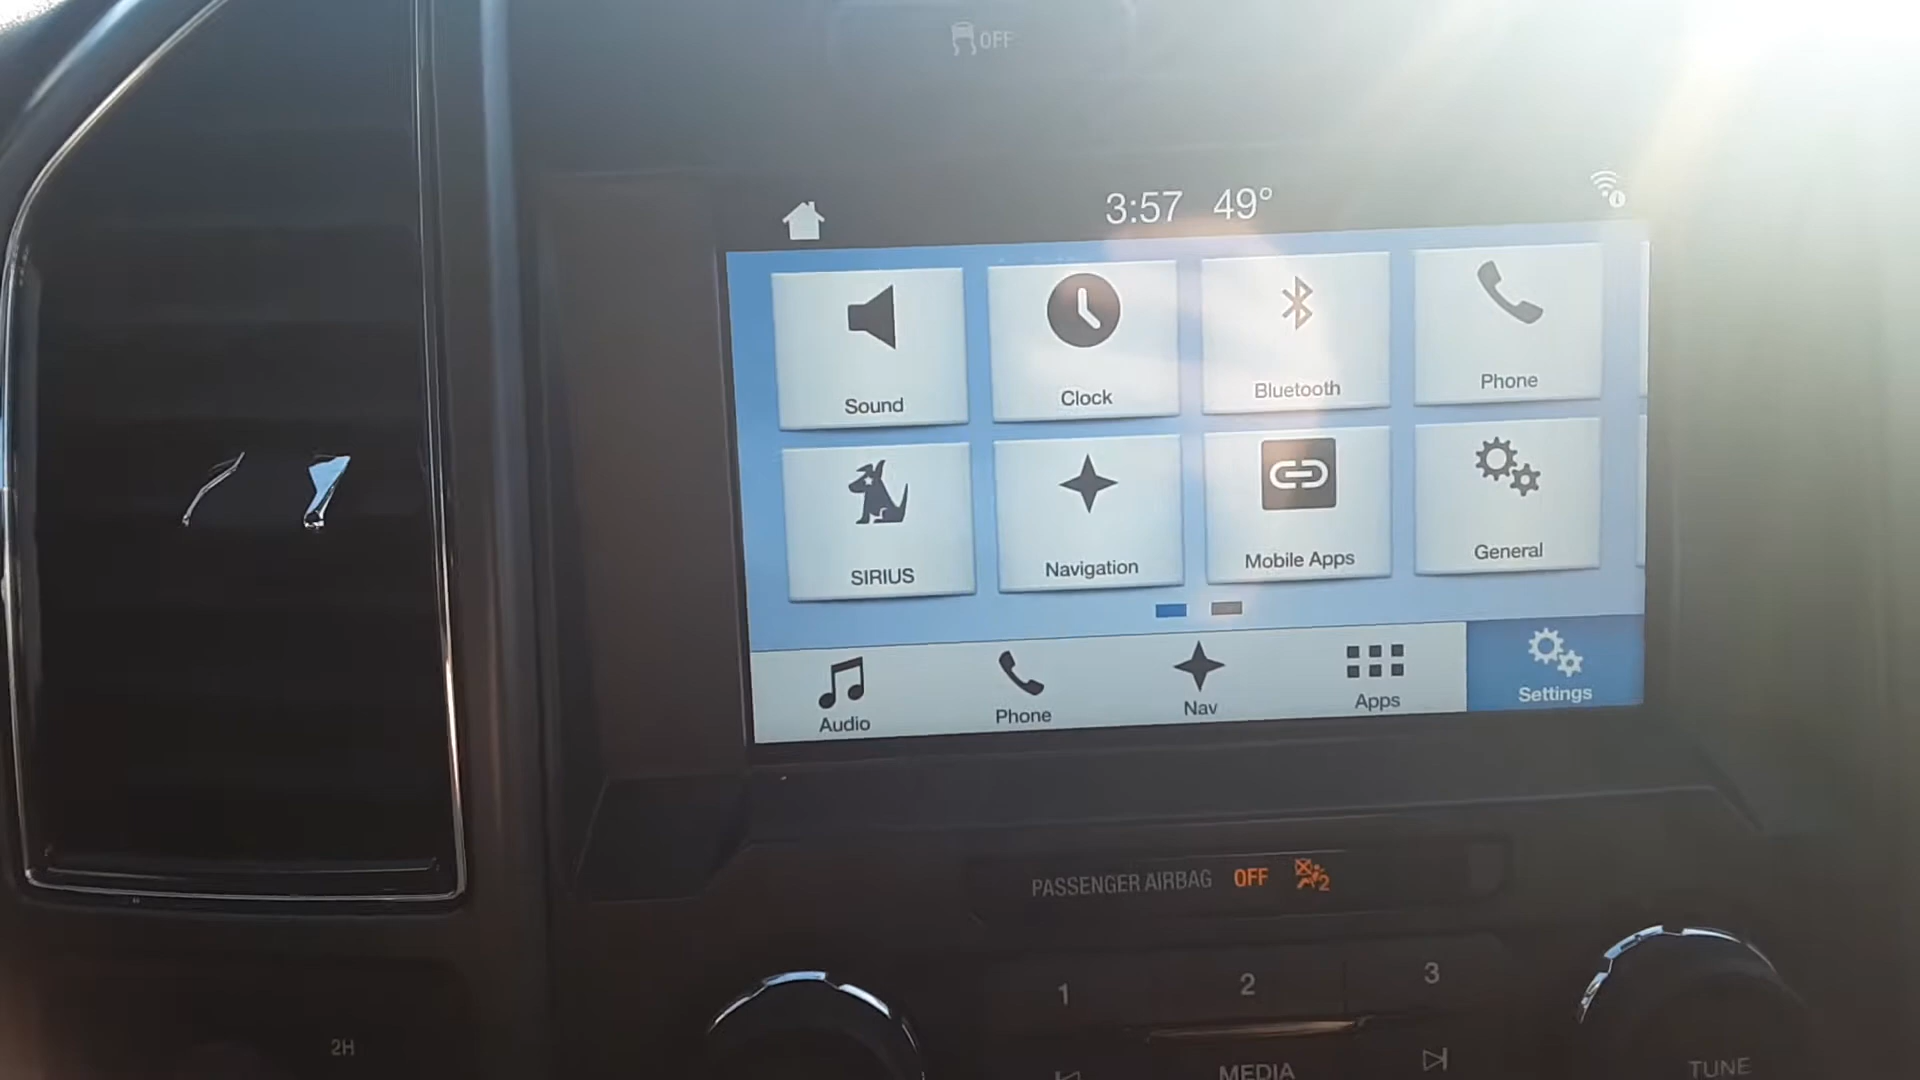 OFF
3:57 49°
Sound Clock Bluetooth Phone
SIRIUS Navigation Mobile Apps General
Audio Phone Nav Apps Settings
PASSENGER AIRBAG OFF 2
1 2 3
2H
MEDIA TUNE